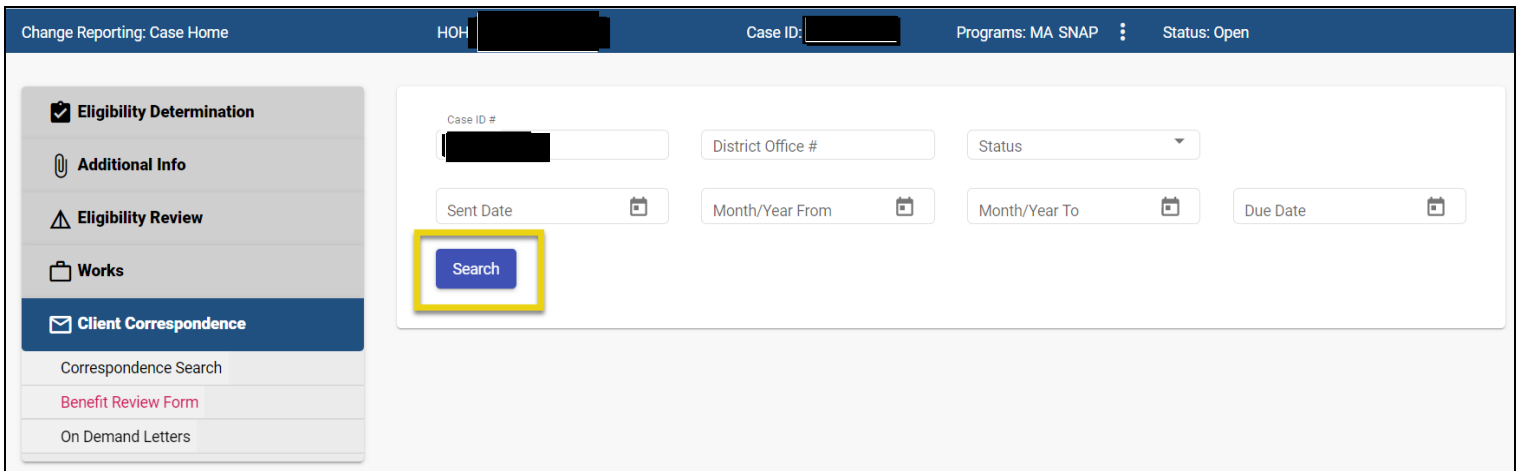 Change Reporting: Case Home HOH Case ID: Programs: MA SNAP Status: Open
Eligibility Determination
Additional Info
Eligibility Review
Works
Client Correspondence
Correspondence Search
Benefit Review Form
On Demand Letters
Case ID #
District Office # Status
Sent Date Month/Year From Month/Year To Due Date
Search